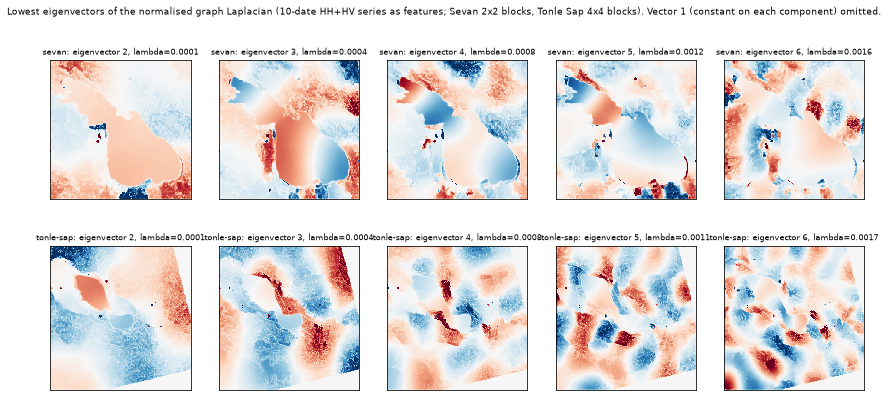 Lowest eigenvectors of the normalised graph Laplacian (10-date HH+HV series as features; Sevan 2x2 blocks, Tonle Sap 4x4 blocks). Vector 1 (constant on each component) omitted.
sevan: eigenvector 2, lambda=0.0001
sevan: eigenvector 3, lambda=0.0004
sevan: eigenvector 4, lambda=0.0008
sevan: eigenvector 5, lambda=0.0012
sevan: eigenvector 6, lambda=0.0016
tonle-sap: eigenvector 2, lambda=0.0001
tonle-sap: eigenvector 3, lambda=0.0004
tonle-sap: eigenvector 4, lambda=0.0008
tonle-sap: eigenvector 5, lambda=0.0011
tonle-sap: eigenvector 6, lambda=0.0017